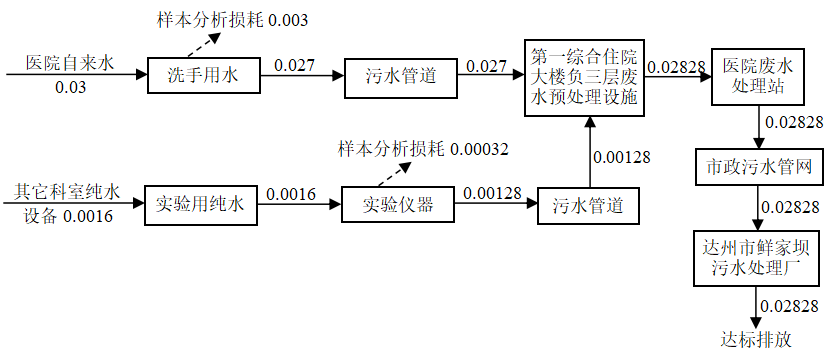 样本分析损耗 0.003
医院自来水
0.03
洗手用水
0.027
污水管道
0.027
第一综合住院
大楼负三层废
水预处理设施
0.02828
医院废水
处理站
0.02828
样本分析损耗 0.00032
0.00128
市政污水管网
其它科室纯水
设备 0.0016
实验用纯水
0.0016
实验仪器
0.00128
污水管道
0.02828
达州市鲜家坝
污水处理厂
0.02828
达标排放